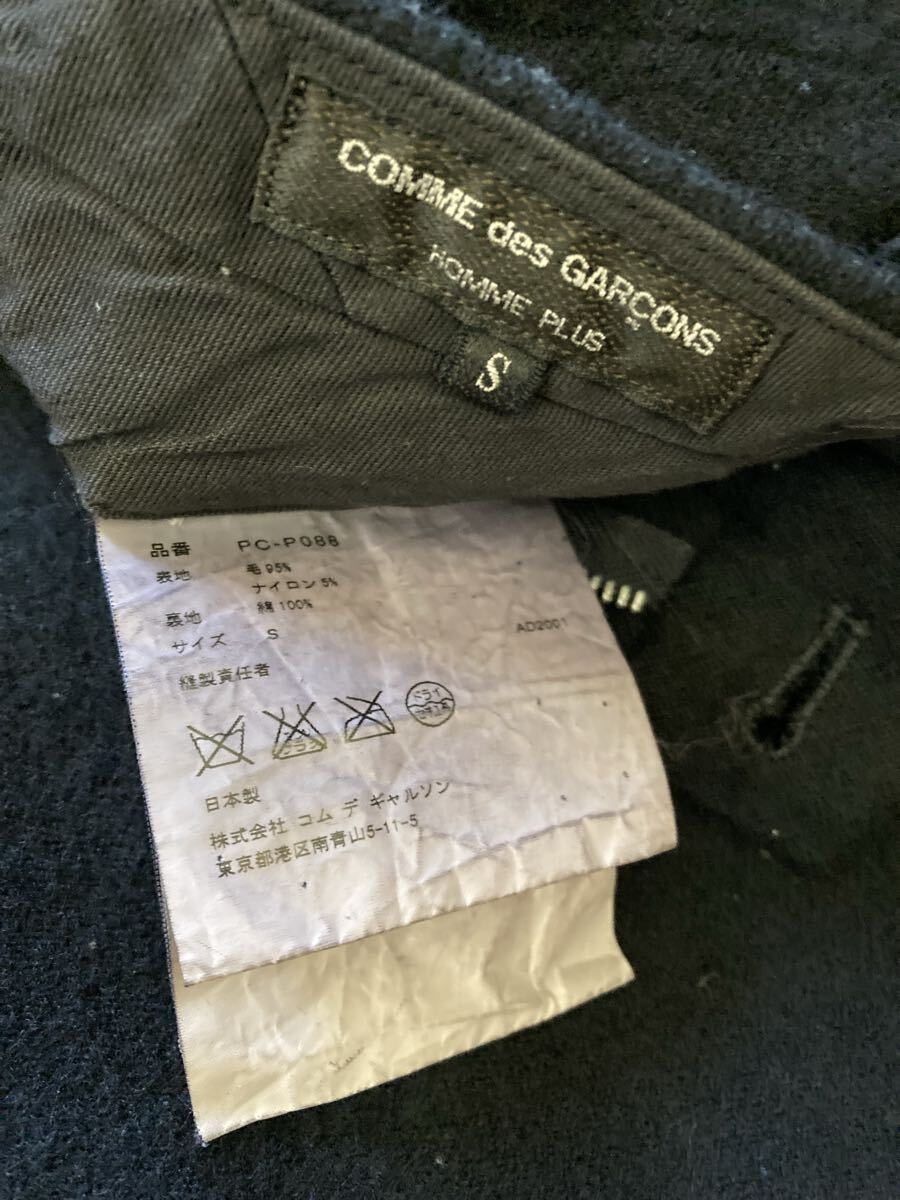 COMME des GARÇONS
HOMME PLUS
S
品番 PC-P088
表地 毛 95%
ナイロン 5%
裏地 綿 100%
サイズ S
AD2001
縫製責任者
ドライ
日本製
株式会社 コム デ ギャルソン
東京都港区南青山5-11-5